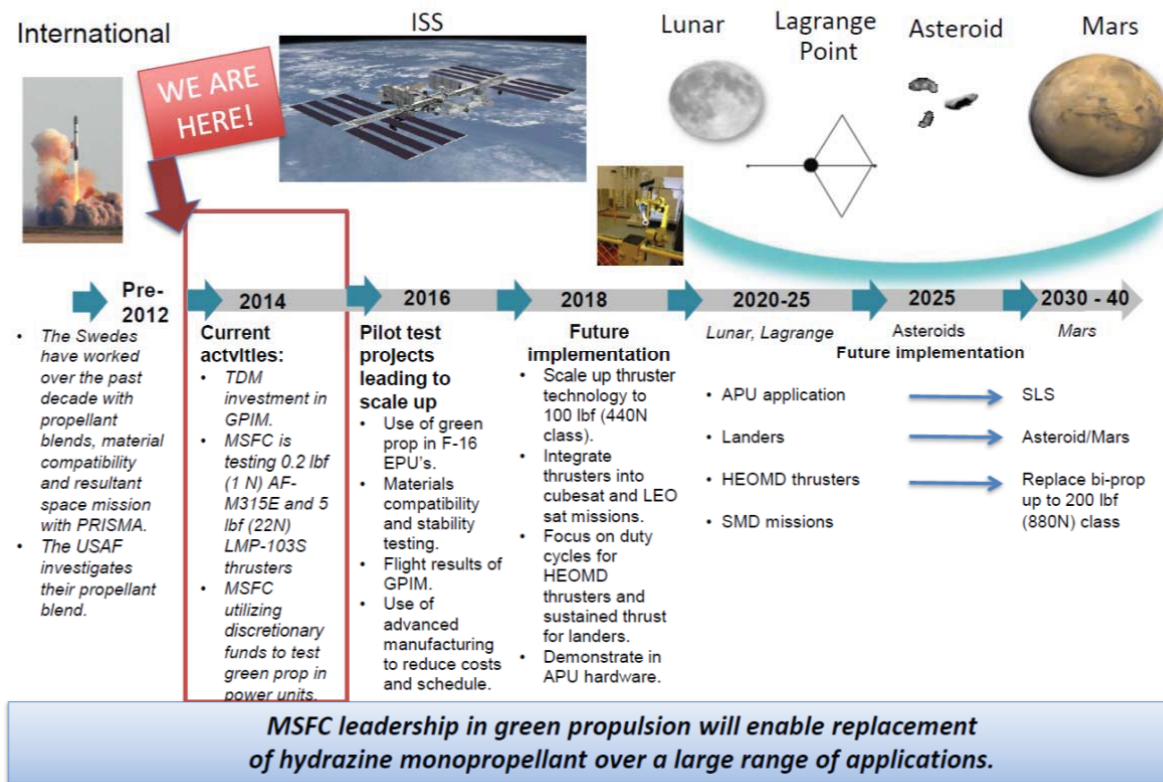 International
ISS
Lunar
Lagrange
Point
Asteroid
Mars
WE ARE
HERE!
Pre-
2012
2014
2016
2018
2020-25
2025
2030 - 40
• The Swedes
have worked
over the past
decade with
propellant
blends, material
compatibility
and resultant
space mission
with PRISMA.
• The USAF
investigates
their propellant
blend.
Current
actvities:
• TDM
investment in
GPIM.
• MSFC is
testing 0.2 lbf
(1 N) AF-
M315E and 5
lbf (22N)
LMP-103S
thrusters
• MSFC
utilizing
discretionary
funds to test
green prop in
power units.
Pilot test
projects
leading to
scale up
• Use of green
prop in F-16
EPU's.
• Materials
compatibility
and stability
testing.
• Flight results of
GPIM.
• Use of
advanced
manufacturing
to reduce costs
and schedule.
Future
implementation
• Scale up thruster
technology to
100 lbf (440N
class).
• Integrate
thrusters into
cubesat and LEO
sat missions.
• Focus on duty
cycles for
HEOMD
thrusters and
sustained thrust
for landers.
• Demonstrate in
APU hardware.
Lunar, Lagrange
Asteroids
Mars
Future implementation
• APU application
SLS
• Landers
Asteroid/Mars
• HEOMD thrusters
Replace bi-prop
up to 200 lbf
(880N) class
• SMD missions
MSFC leadership in green propulsion will enable replacement
of hydrazine monopropellant over a large range of applications.